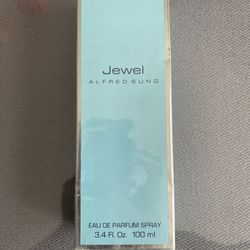 Jewel
ALFRED SUNG
EAU DE PARFUM SPRAY
3.4 Fl. Oz. 100 ml